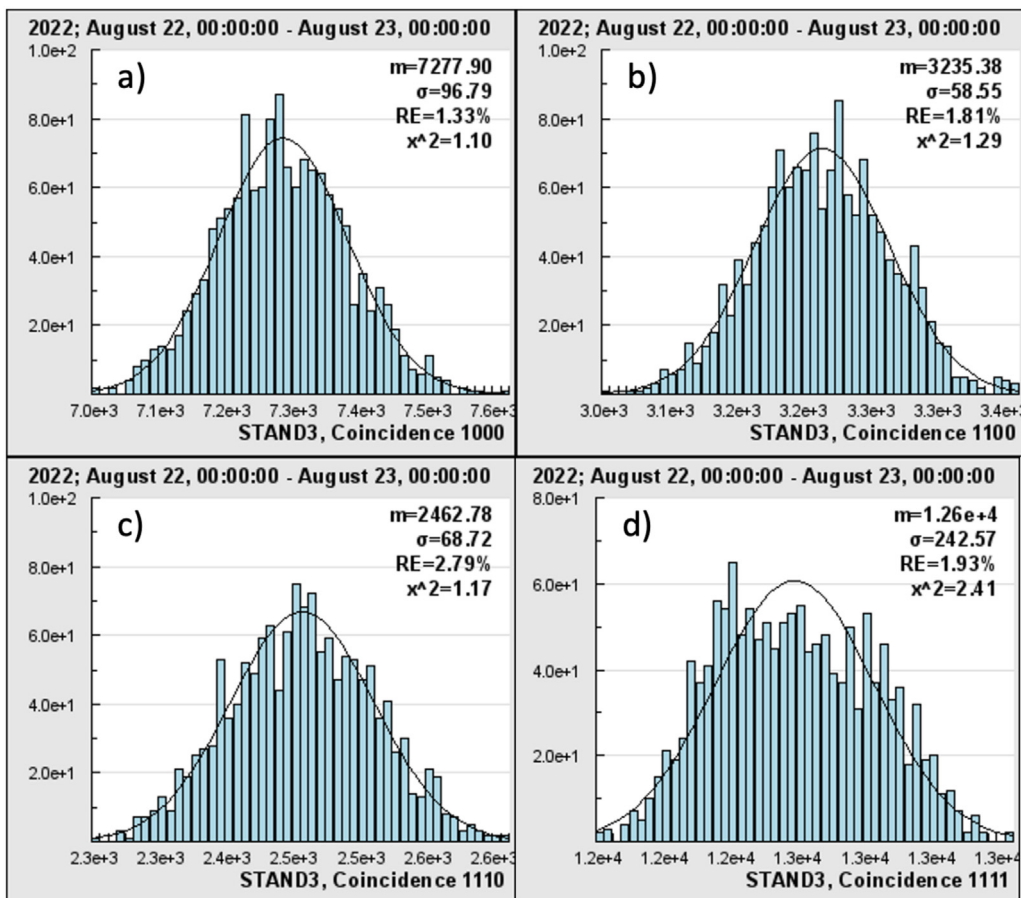 2022; August 22, 00:00:00 - August 23, 00:00:00
1.0e+2
a)
m=7277.90
σ=96.79
RE=1.33%
x^2=1.10
8.0e+1
6.0e+1
4.0e+1
2.0e+1
7.0e+3 7.1e+3 7.2e+3 7.3e+3 7.4e+3 7.5e+3 7.6e+3
STAND3, Coincidence 1000
2022; August 22, 00:00:00 - August 23, 00:00:00
1.0e+2
b)
m=3235.38
σ=58.55
RE=1.81%
x^2=1.29
8.0e+1
6.0e+1
4.0e+1
2.0e+1
3.0e+3 3.1e+3 3.2e+3 3.2e+3 3.3e+3 3.3e+3 3.4e+3
STAND3, Coincidence 1100
2022; August 22, 00:00:00 - August 23, 00:00:00
1.0e+2
c)
m=2462.78
σ=68.72
RE=2.79%
x^2=1.17
8.0e+1
6.0e+1
4.0e+1
2.0e+1
2.3e+3 2.3e+3 2.4e+3 2.5e+3 2.5e+3 2.6e+3 2.6e+3
STAND3, Coincidence 1110
2022; August 22, 00:00:00 - August 23, 00:00:00
8.0e+1
d)
m=1.26e+4
σ=242.57
RE=1.93%
x^2=2.41
6.0e+1
4.0e+1
2.0e+1
1.2e+4 1.2e+4 1.2e+4 1.3e+4 1.3e+4 1.3e+4 1.3e+4
STAND3, Coincidence 1111